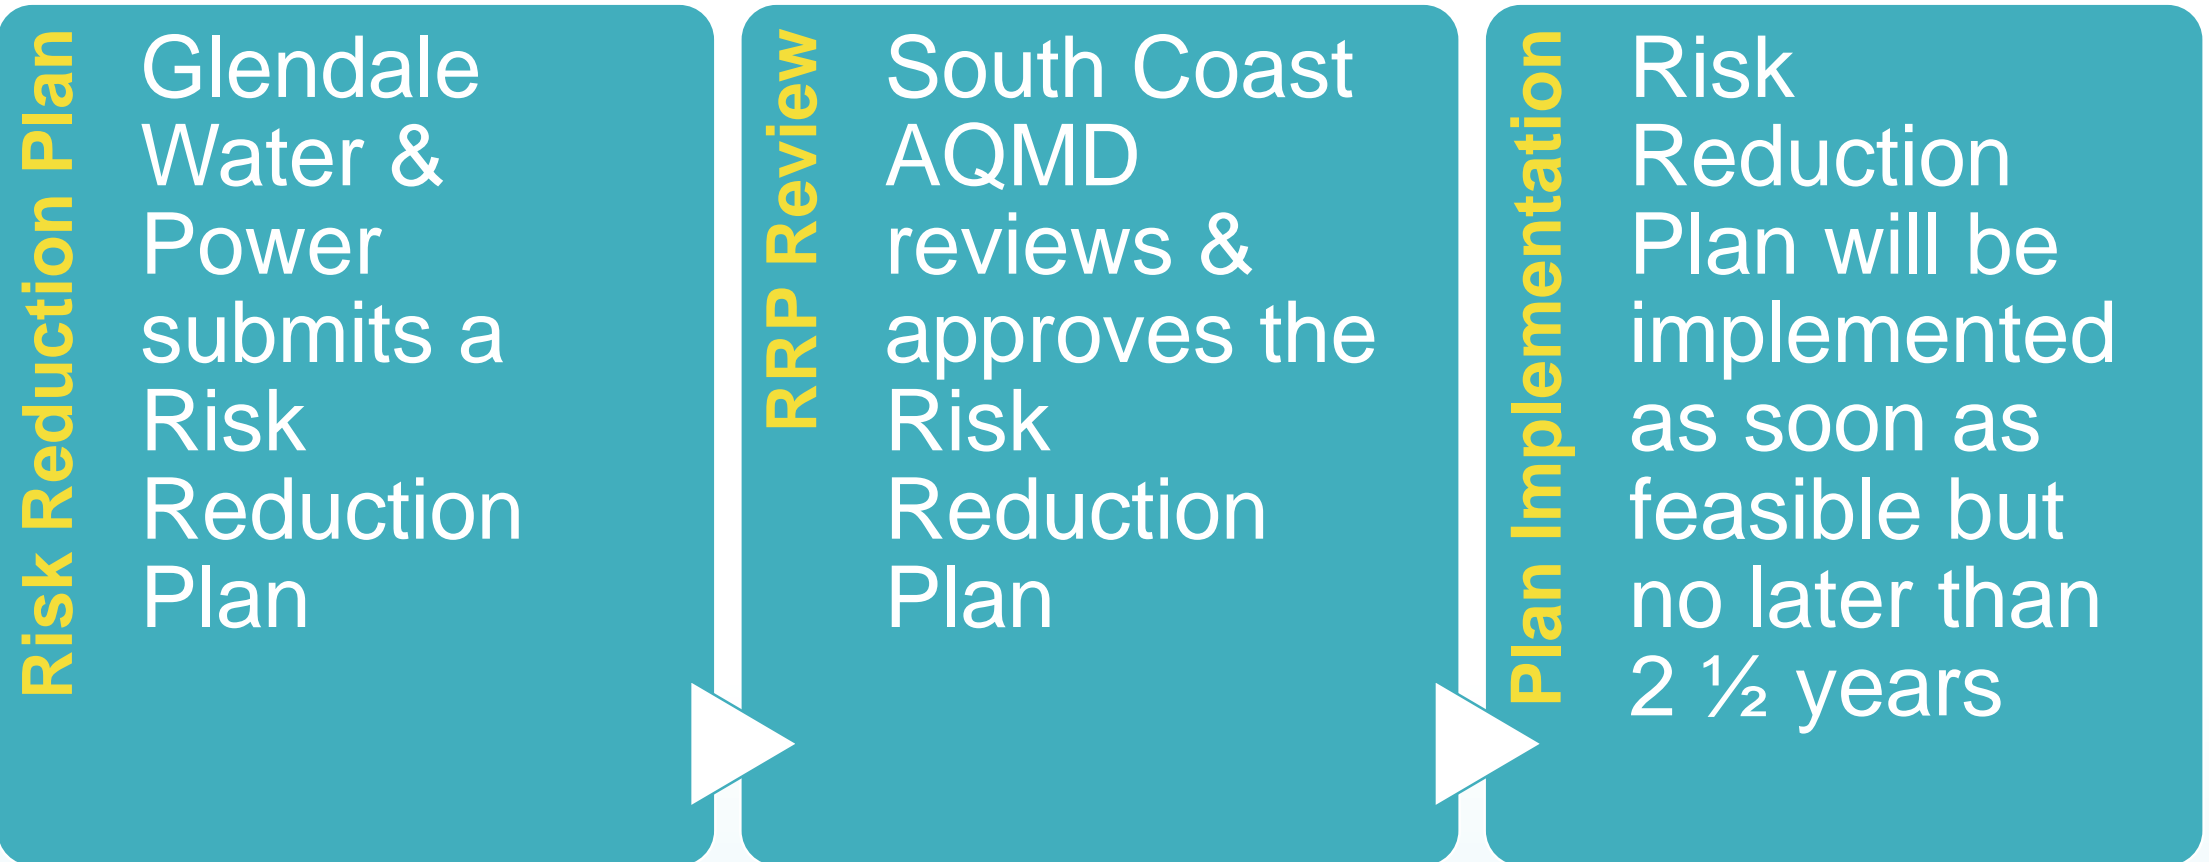 Risk Reduction Plan
Glendale
Water &
Power
submits a
Risk
Reduction
Plan
RRP Review
South Coast
AQMD
reviews &
approves the
Risk
Reduction
Plan
Plan Implementation
Risk
Reduction
Plan will be
implemented
as soon as
feasible but
no later than
2 ½ years